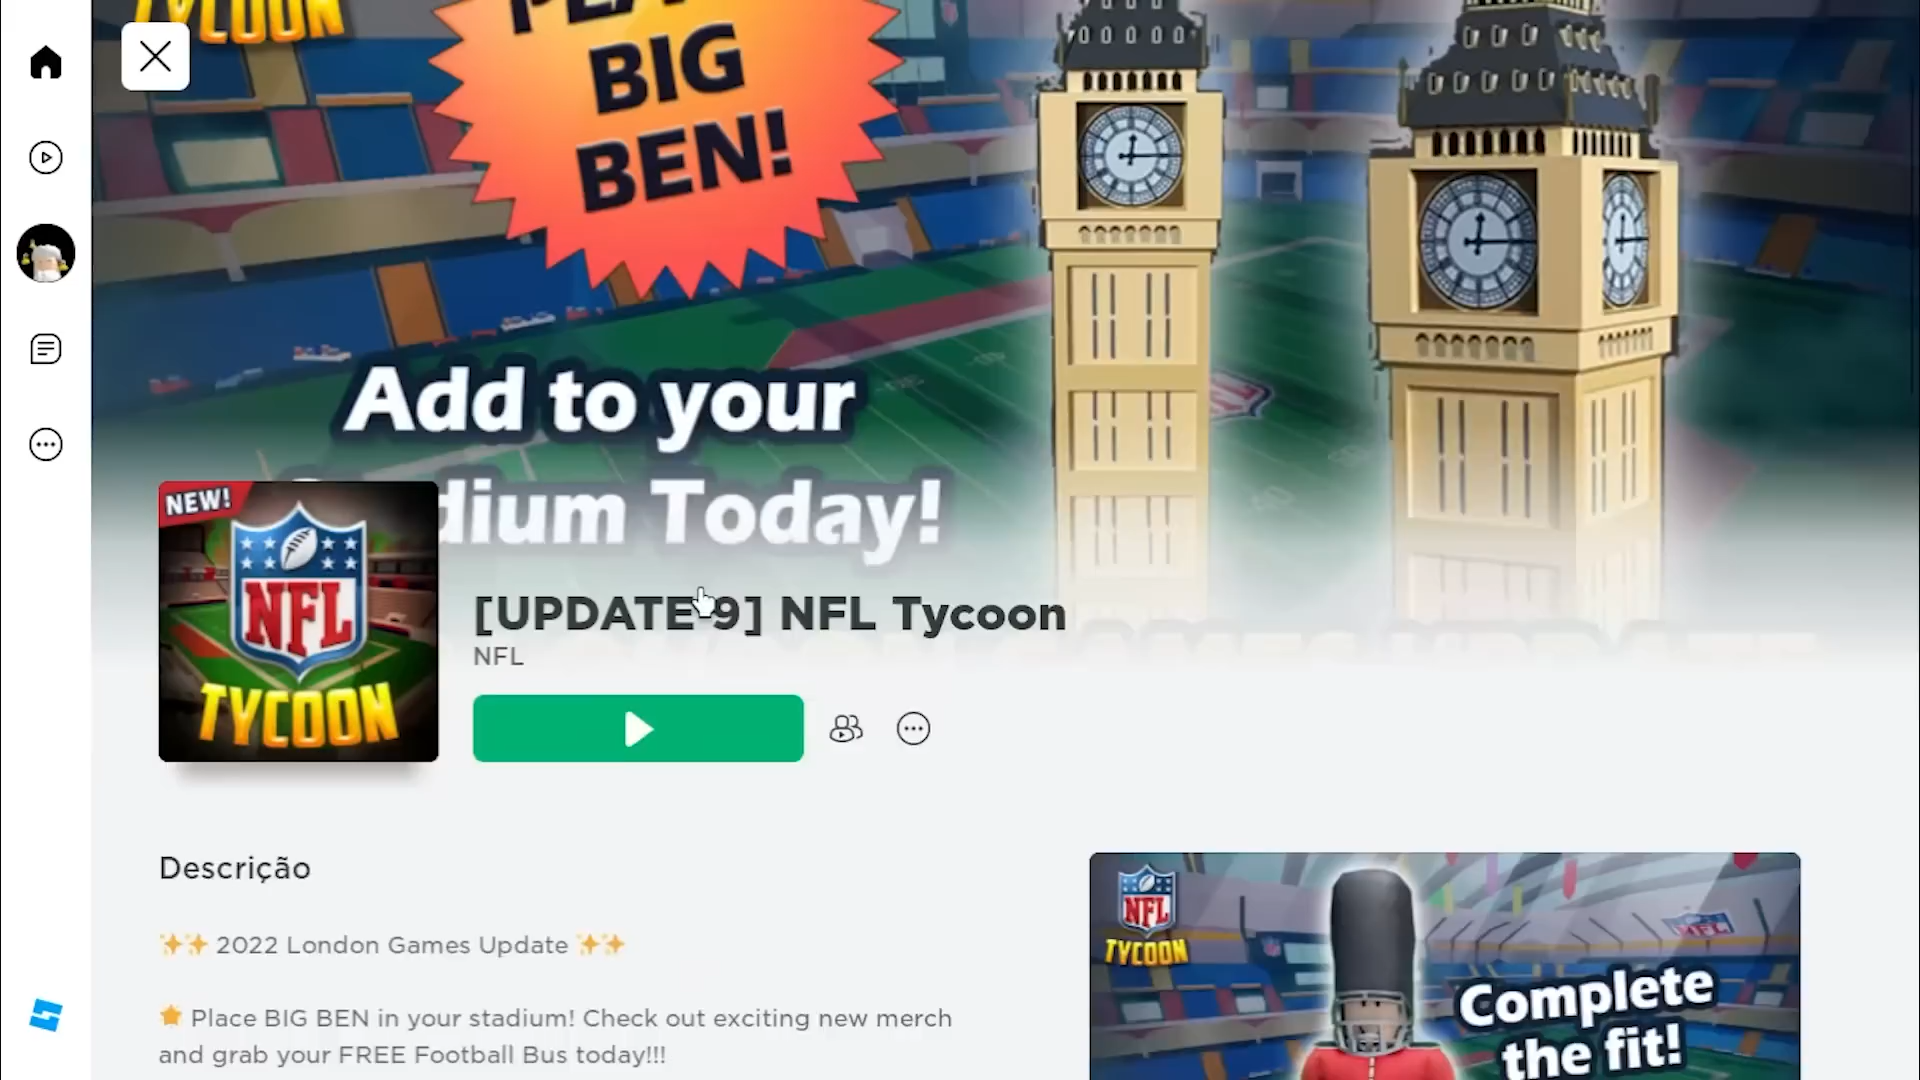 TYCOON
BIG
BEN!
Add to your
dium Today!
NEW!
NFL
TYCOON
[UPDATE 9] NFL Tycoon
NFL
Descrição
✨✨ 2022 London Games Update ✨✨
⭐ Place BIG BEN in your stadium! Check out exciting new merch
and grab your FREE Football Bus today!!!
NFL
TYCOON
NFL
Complete
the fit!